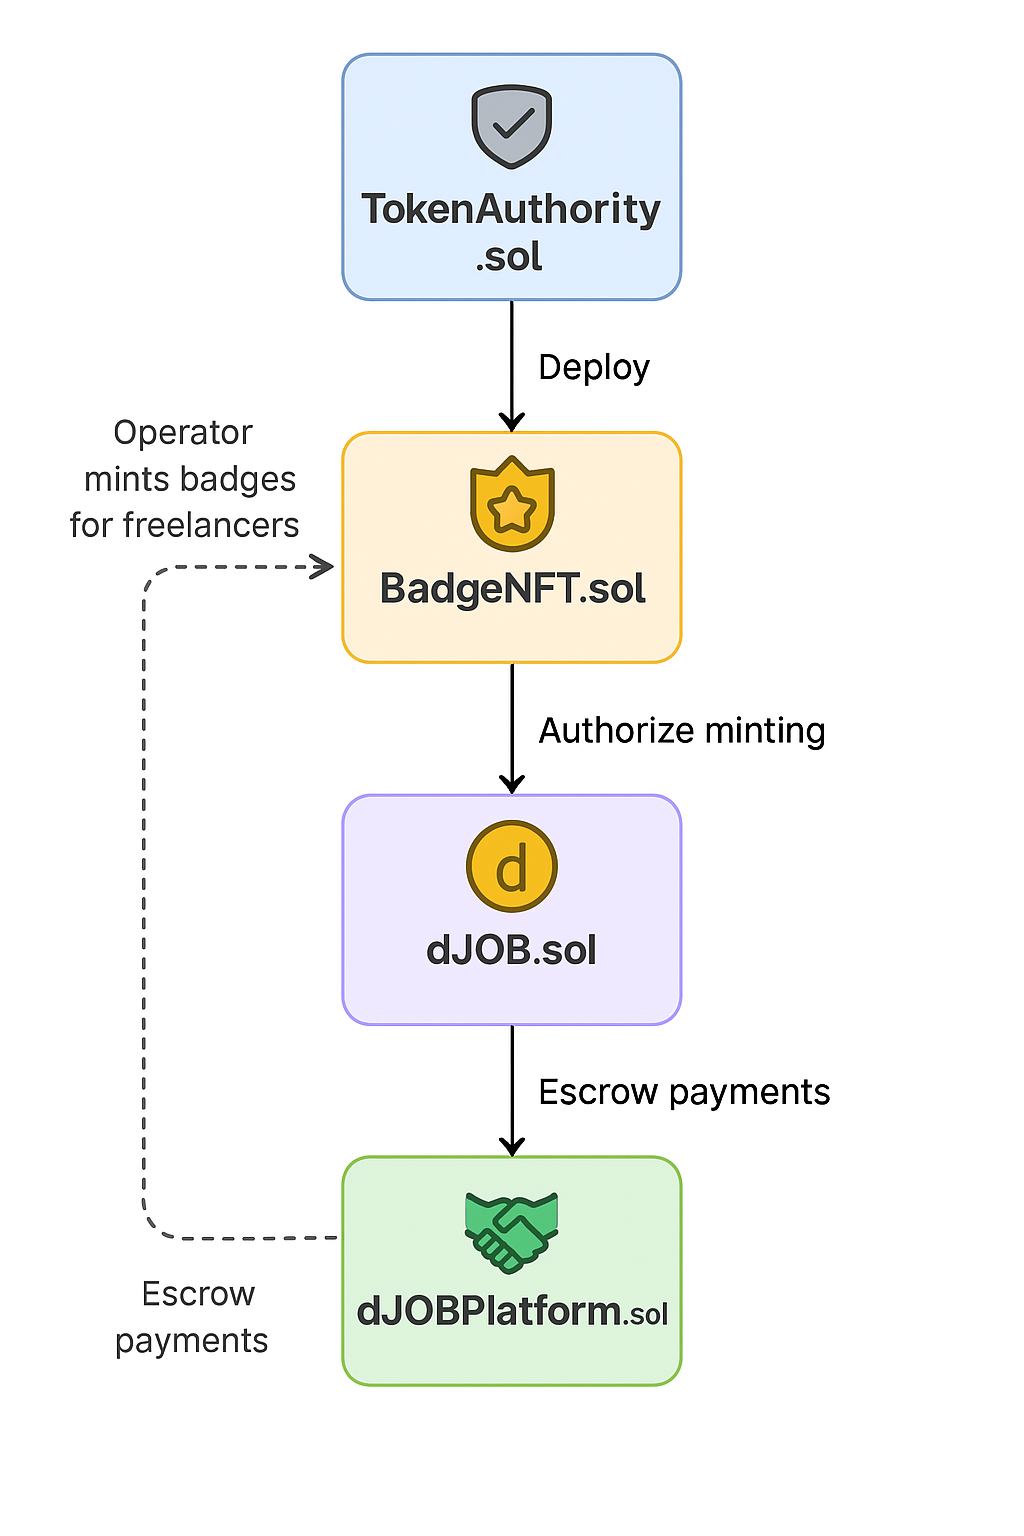 TokenAuthority
.sol
Deploy
Operator
mints badges
for freelancers
BadgeNFT.sol
Authorize minting
d
dJOB.sol
Escrow payments
dJOBPlatform.sol
Escrow
payments